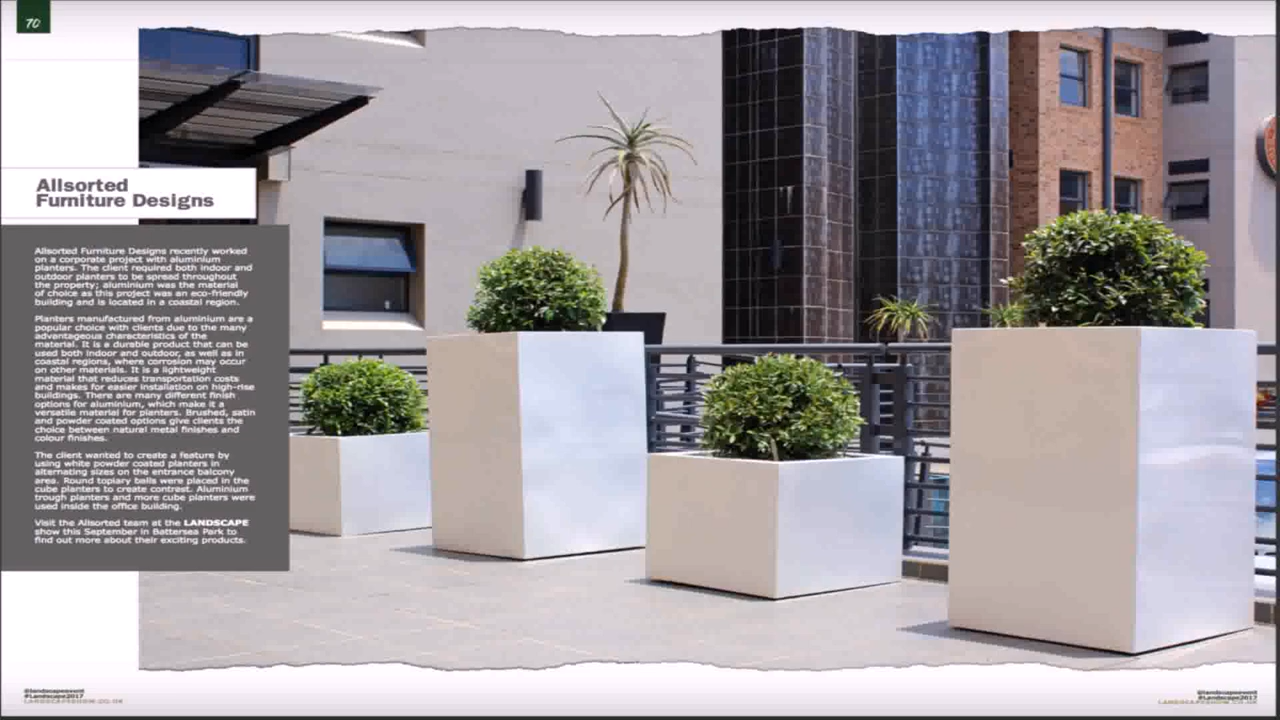 70
Allsorted
Furniture Designs
Allsorted Furniture Designs recently worked
on a corporate project with aluminium
planters. The client required both indoor and
outdoor planters to be spread throughout
the property; aluminium was the material
of choice as this project was an eco-friendly
building and is located in a coastal region.
Planters manufactured from aluminium are a
popular choice with clients due to the many
advantageous characteristics of the
material. It is a durable product that can be
used both indoor and outdoor, as well as in
coastal regions, where corrosion may occur
on other materials. It is a lightweight
material that reduces transportation costs
and makes for easier installation on high-rise
buildings. There are many different finish
options for aluminium, which make it a
versatile material for planters. Brushed, satin
and powder coated options give clients the
choice between natural metal finishes and
colour finishes.
The client wanted to create a feature by
using white powder coated planters in
alternating sizes on the entrance balcony
area. Round topiary balls were placed in the
cube planters to create contrast. Aluminium
trough planters and more cube planters were
used inside the office building.
Visit the Allsorted team at the LANDSCAPE
show this September in Battersea Park to
find out more about their exciting products.
@landscapeevent
#Landscape2017
LANDSCAPESHOW.CO.UK
@landscapeevent
#Landscape2017
LANDSCAPESHOW.CO.UK